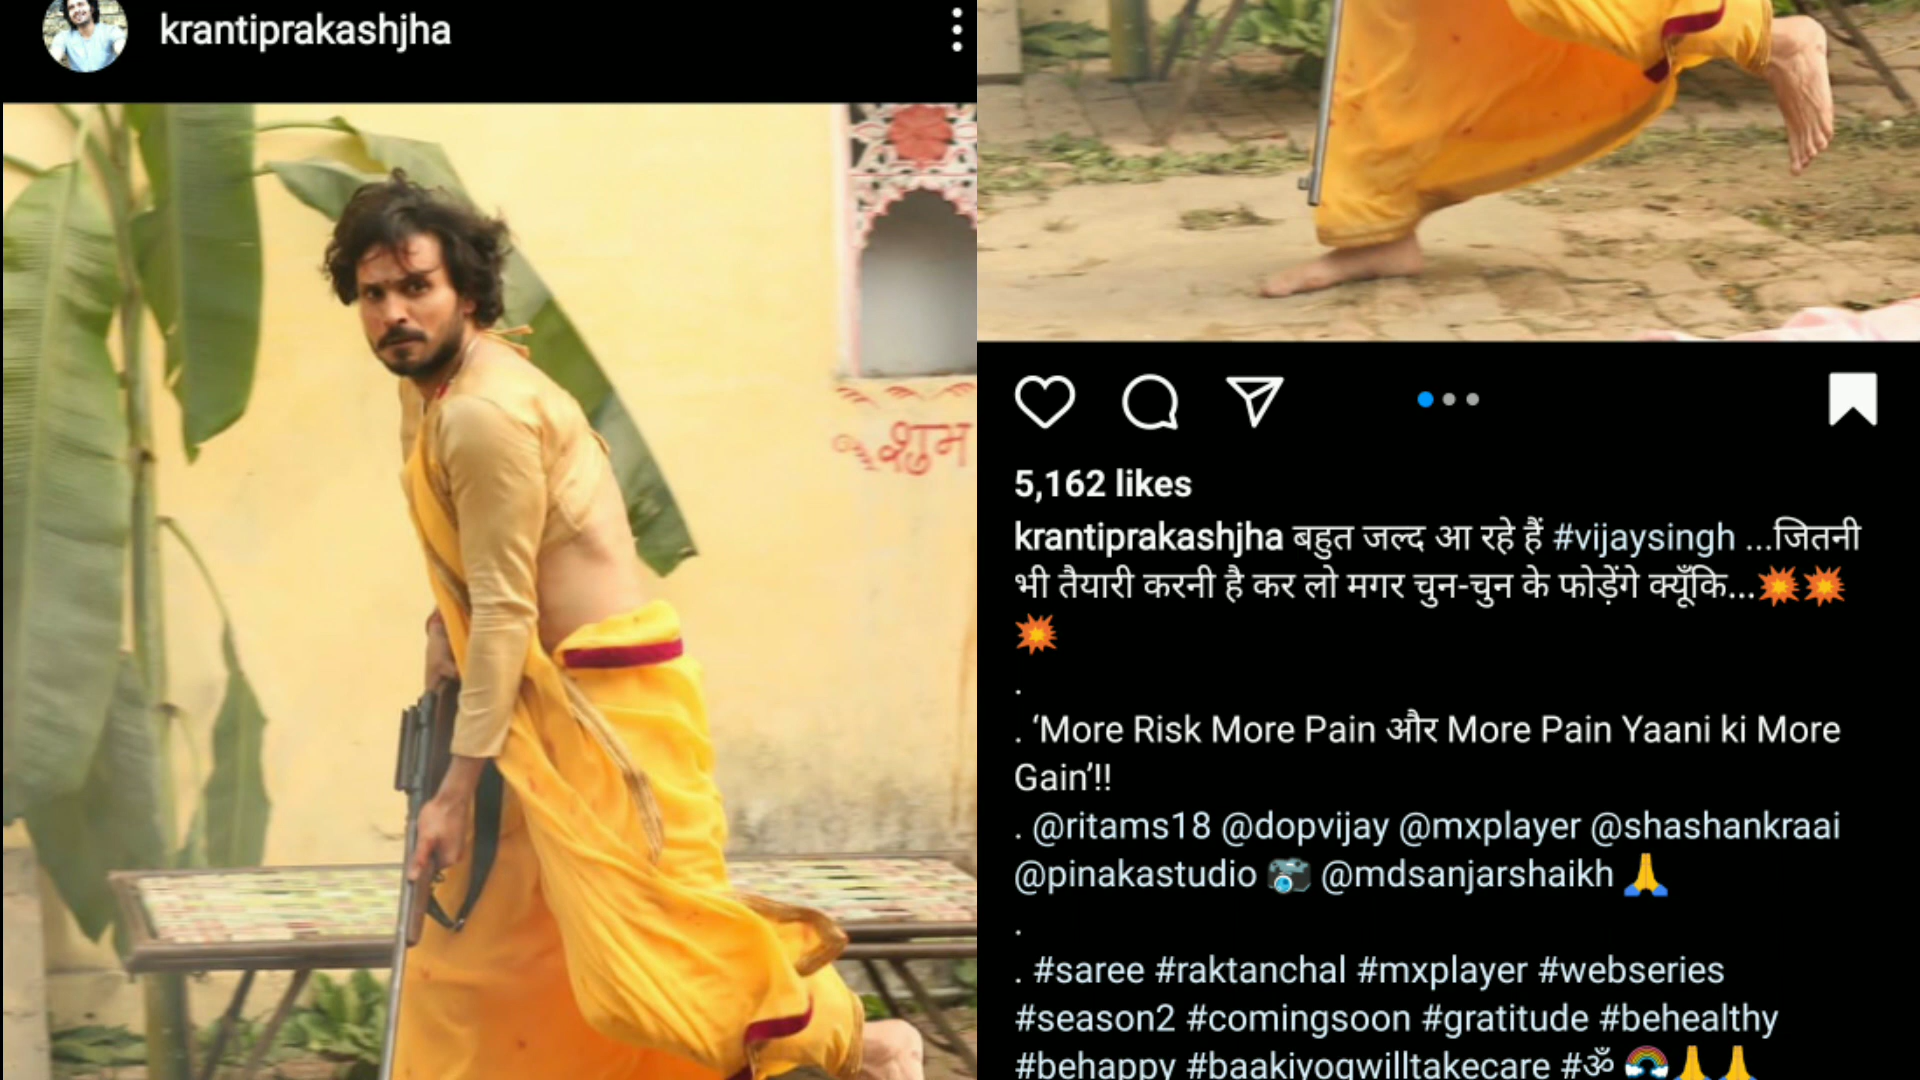 krantiprakashjha
शुभ
5,162 likes
krantiprakashjha बहुत जल्द आ रहे हैं #vijaysingh ...जितनी
भी तैयारी करनी है कर लो मगर चुन-चुन के फोड़ेंगे क्यूँकि...💥💥
💥
.
. ‘More Risk More Pain और More Pain Yaani ki More
Gain’!!
. @ritams18 @dopvijay @mxplayer @shashankraai
@pinakastudio 📷 @mdsanjarshaikh 🙏
.
. #saree #raktanchal #mxplayer #webseries
#season2 #comingsoon #gratitude #behealthy
#behappy #baakiyogwilltakecare #ॐ 🌈🙏🙏